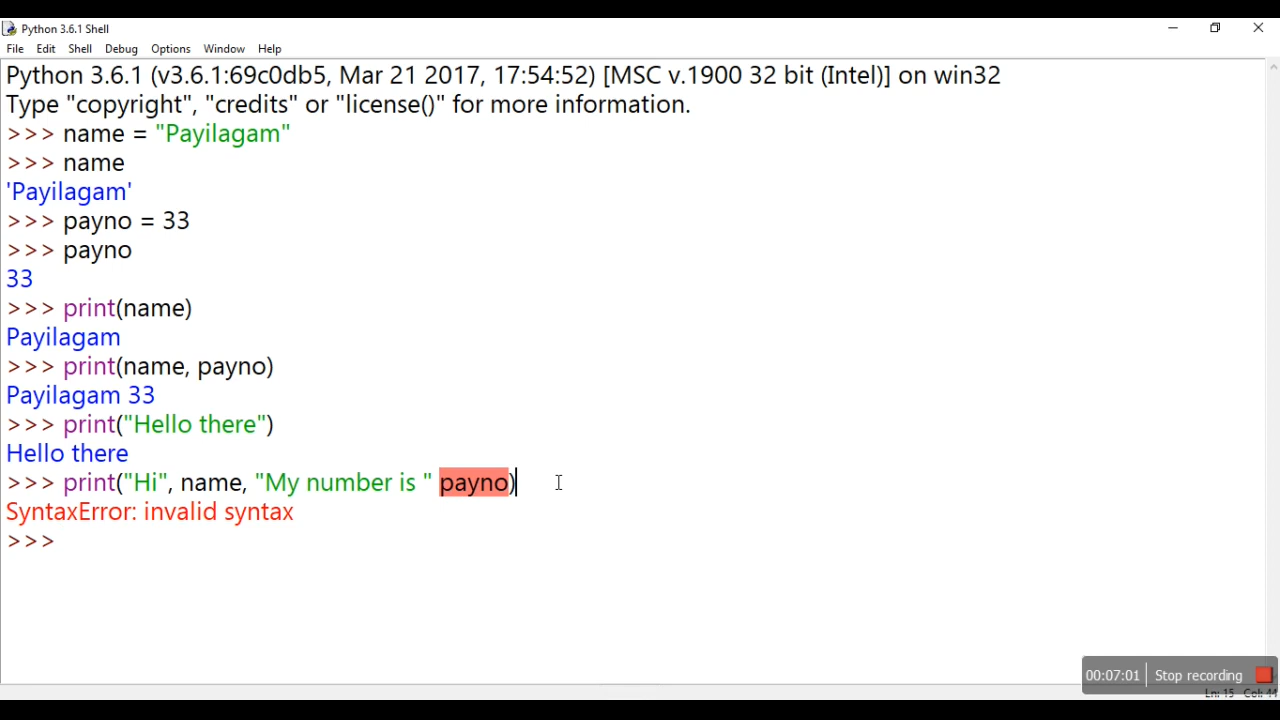 Python 3.6.1 Shell
File Edit Shell Debug Options Window Help
Python 3.6.1 (v3.6.1:69c0db5, Mar 21 2017, 17:54:52) [MSC v.1900 32 bit (Intel)] on win32
Type "copyright", "credits" or "license()" for more information.
>>> name = "Payilagam"
>>> name
'Payilagam'
>>> payno = 33
>>> payno
33
>>> print(name)
Payilagam
>>> print(name, payno)
Payilagam 33
>>> print("Hello there")
Hello there
>>> print("Hi", name, "My number is " payno)
SyntaxError: invalid syntax
>>>
00:07:01 Stop recording
Ln: 15 Col: 44